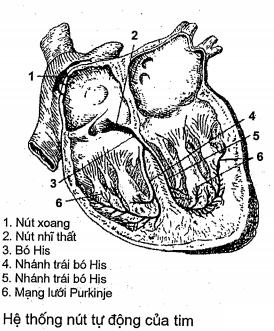 2
1
4
6
3
6
5
1. Nút xoang
2. Nút nhĩ thất
3. Bó His
4. Nhánh trái bó His
5. Nhánh trái bó His
6. Mạng lưới Purkinje
Hệ thống nút tự động của tim